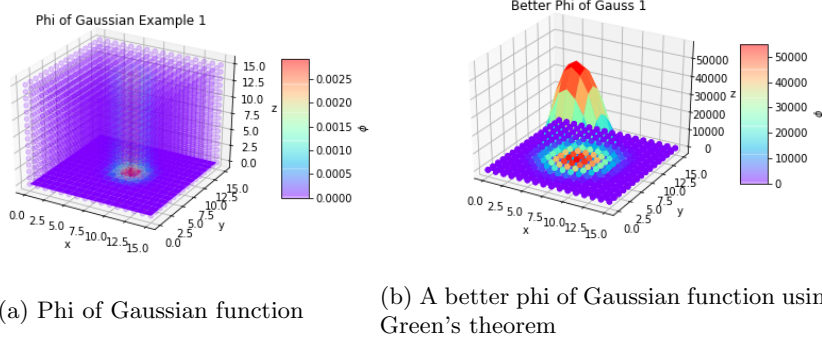 Phi of Gaussian Example 1
15.0
12.5
10.0
7.5
5.0
2.5
0.0
z
0.0 2.5 5.0 7.5 10.0 12.5 15.0
x
0.0 2.5 5.0 7.5 10.0 12.5 15.0
y
0.0025
0.0020
0.0015
0.0010
0.0005
0.0000
ϕ
Better Phi of Gauss 1
50000
40000
30000
20000
10000
0
z
0.0 2.5 5.0 7.5 10.0 12.5 15.0
x
0.0 2.5 5.0 7.5 10.0 12.5 15.0
y
50000
40000
30000
20000
10000
0
ϕ
(a) Phi of Gaussian function
(b) A better phi of Gaussian function usin
Green's theorem